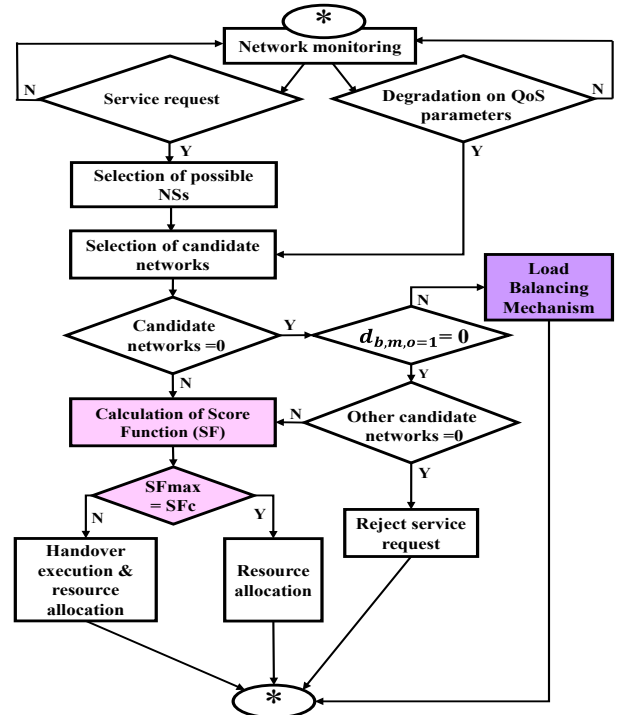 *
Network monitoring
N
Service request
Degradation on QoS
parameters
N
Y
Y
Selection of possible
NSs
Selection of candidate
networks
Load
Balancing
Mechanism
N
Candidate
networks =0
Y
d_{b,m,o=1} = 0
N
Y
Calculation of Score
Function (SF)
N
Other candidate
networks =0
SFmax
= SFc
N
Y
Y
Handover
execution &
resource
allocation
Resource
allocation
Reject service
request
*